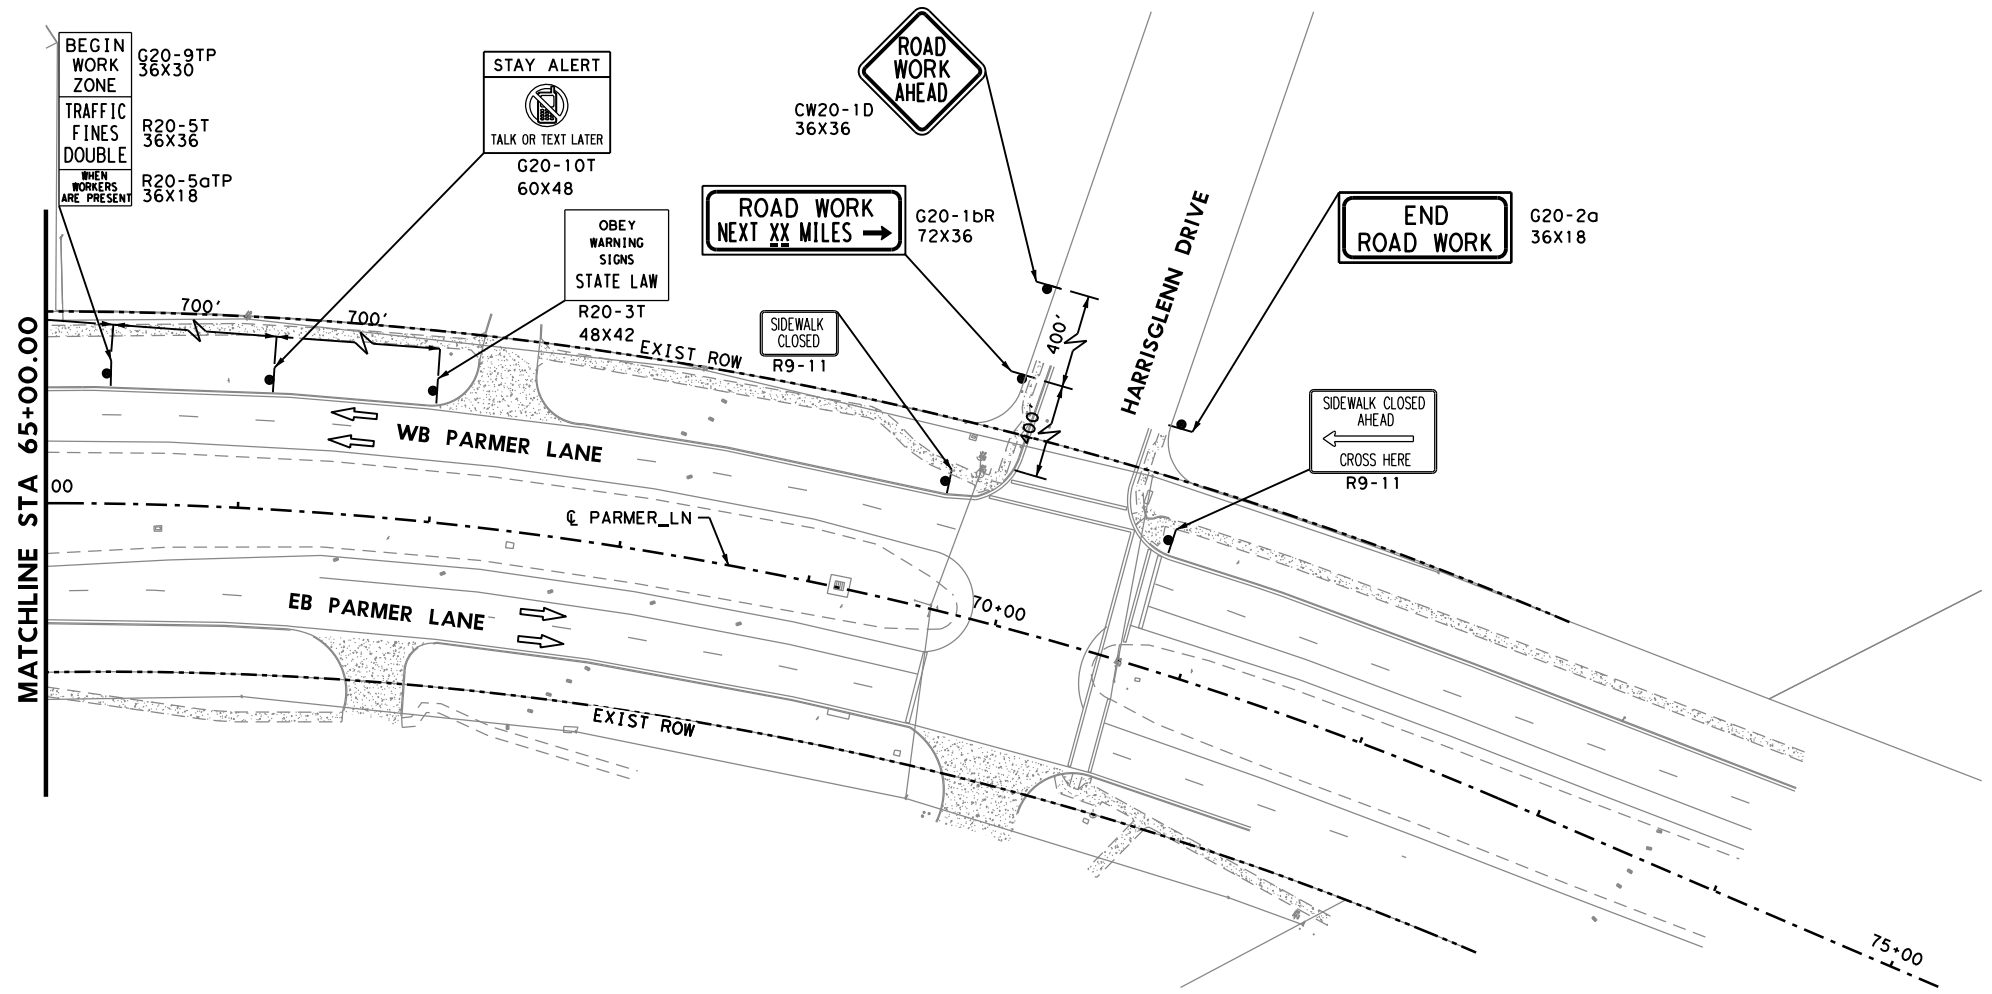 BEGIN
WORK
ZONE
G20-9TP
36X30
TRAFFIC
FINES
DOUBLE
R20-5T
36X36
WHEN
WORKERS
ARE PRESENT
R20-5aTP
36X18
STAY ALERT
TALK OR TEXT LATER
G20-10T
60X48
OBEY
WARNING
SIGNS
STATE LAW
R20-3T
48X42
ROAD
WORK
AHEAD
CW20-1D
36X36
ROAD WORK
NEXT XX MILES
G20-1bR
72X36
SIDEWALK
CLOSED
R9-11
HARRISGLENN DRIVE
END
ROAD WORK
G20-2a
36X18
SIDEWALK CLOSED
AHEAD
CROSS HERE
R9-11
700'
700'
400'
400'
EXIST ROW
WB PARMER LANE
MATCHLINE STA 65+00.00
00
℄ PARMER_LN
EB PARMER LANE
70+00
EXIST ROW
75+00